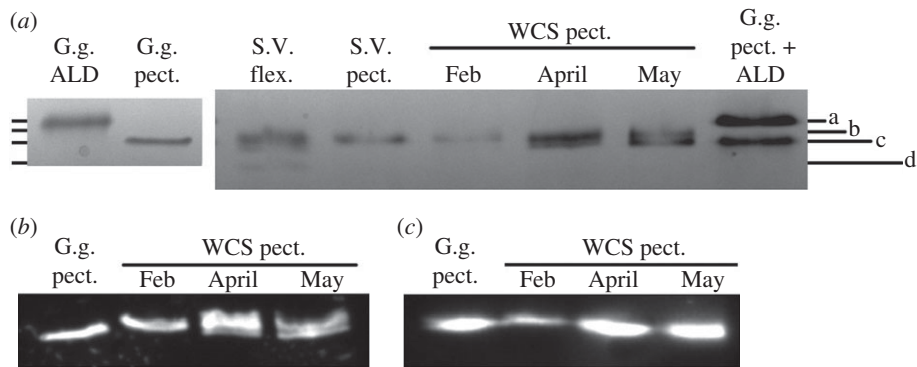 (a)
G.g. ALD
G.g. pect.
S.V. flex.
S.V. pect.
WCS pect.
Feb April May
G.g. pect. + ALD
a
b
c
d
(b)
G.g. pect.
WCS pect.
Feb April May
(c)
G.g. pect.
WCS pect.
Feb April May